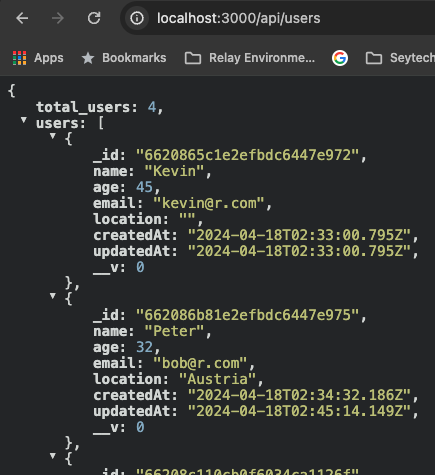 localhost:3000/api/users
Apps Bookmarks Relay Environme... Seytech
{
total_users: 4,
users: [
{
_id: "6620865c1e2efbdc6447e972",
name: "Kevin",
age: 45,
email: "kevin@r.com",
location: "",
createdAt: "2024-04-18T02:33:00.795Z",
updatedAt: "2024-04-18T02:33:00.795Z",
__v: 0
},
{
_id: "662086b81e2efbdc6447e975",
name: "Peter",
age: 32,
email: "bob@r.com",
location: "Austria",
createdAt: "2024-04-18T02:34:32.186Z",
updatedAt: "2024-04-18T02:45:14.149Z",
__v: 0
},
{